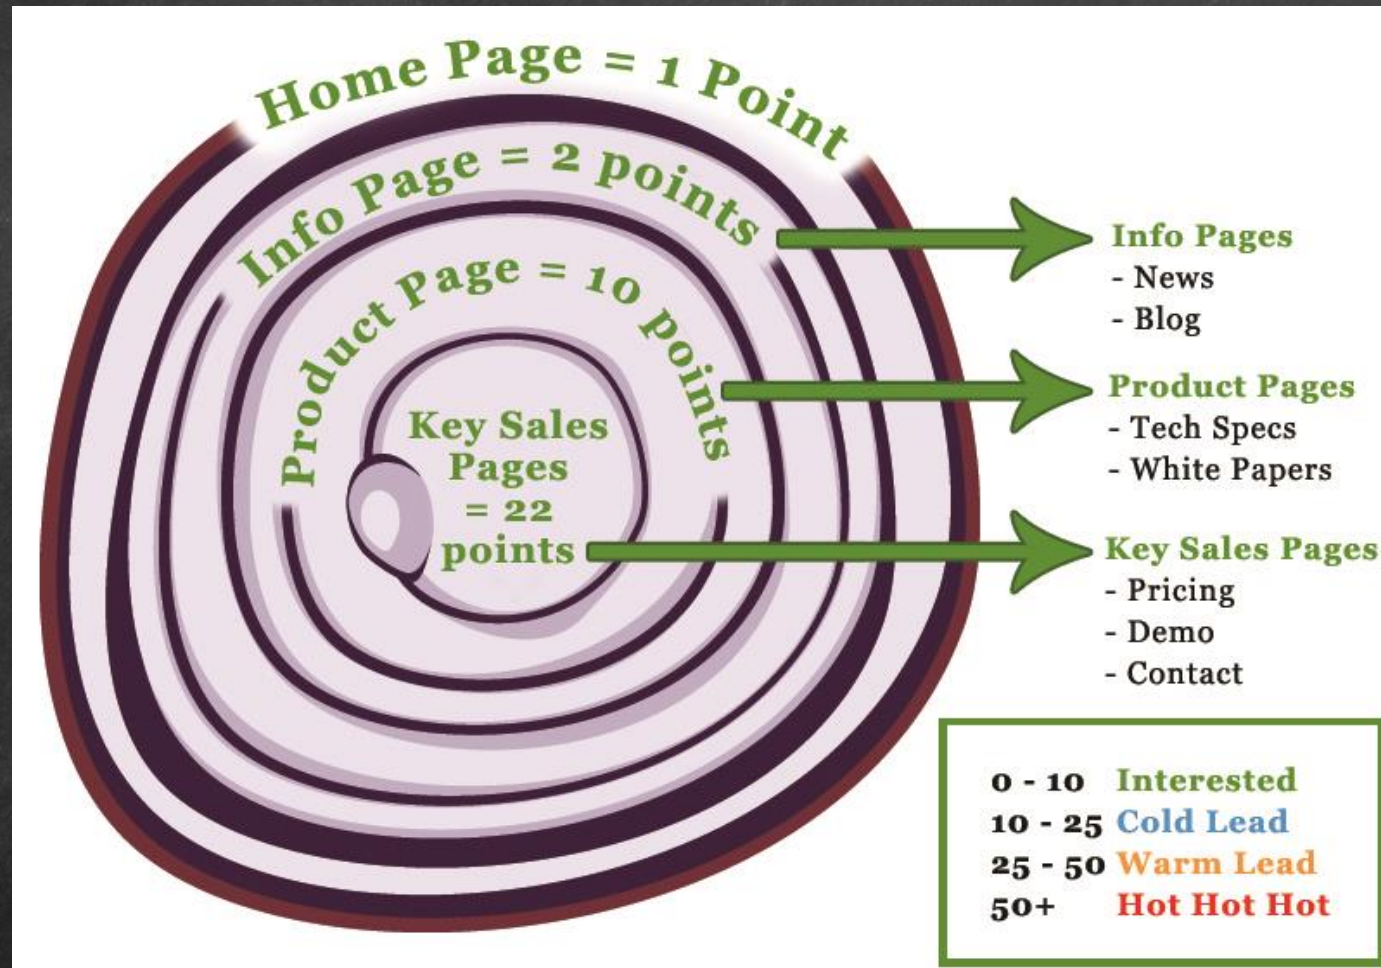 Home Page = 1 Point
Info Page = 2 points
Product Page = 10 points
Key Sales
Pages
= 22
points
Info Pages
- News
- Blog
Product Pages
- Tech Specs
- White Papers
Key Sales Pages
- Pricing
- Demo
- Contact
0 - 10 Interested
10 - 25 Cold Lead
25 - 50 Warm Lead
50+ Hot Hot Hot